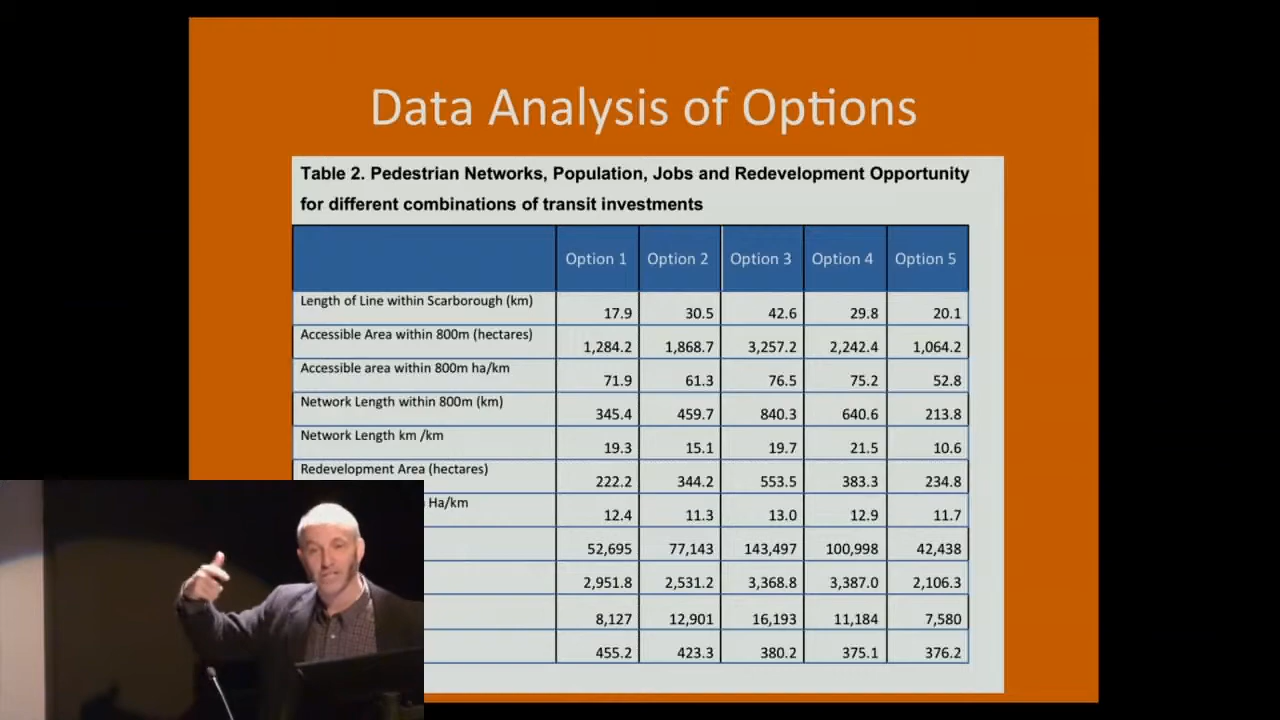 Data Analysis of Options
Table 2. Pedestrian Networks, Population, Jobs and Redevelopment Opportunity
for different combinations of transit investments
Option 1 Option 2 Option 3 Option 4 Option 5
Length of Line within Scarborough (km) 17.9 30.5 42.6 29.8 20.1
Accessible Area within 800m (hectares) 1,284.2 1,868.7 3,257.2 2,242.4 1,064.2
Accessible area within 800m ha/km 71.9 61.3 76.5 75.2 52.8
Network Length within 800m (km) 345.4 459.7 840.3 640.6 213.8
Network Length km /km 19.3 15.1 19.7 21.5 10.6
Redevelopment Area (hectares) 222.2 344.2 553.5 383.3 234.8
Ha/km 12.4 11.3 13.0 12.9 11.7
52,695 77,143 143,497 100,998 42,438
2,951.8 2,531.2 3,368.8 3,387.0 2,106.3
8,127 12,901 16,193 11,184 7,580
455.2 423.3 380.2 375.1 376.2